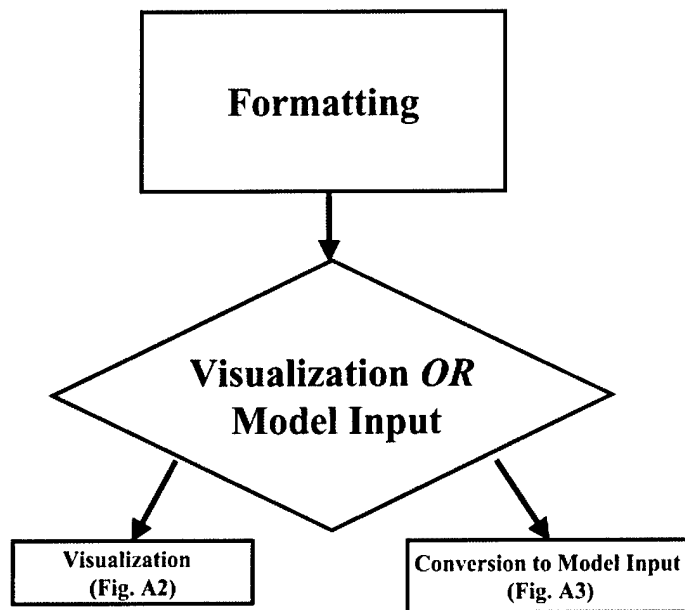 Formatting
Visualization OR
Model Input
Visualization
(Fig. A2)
Conversion to Model Input
(Fig. A3)